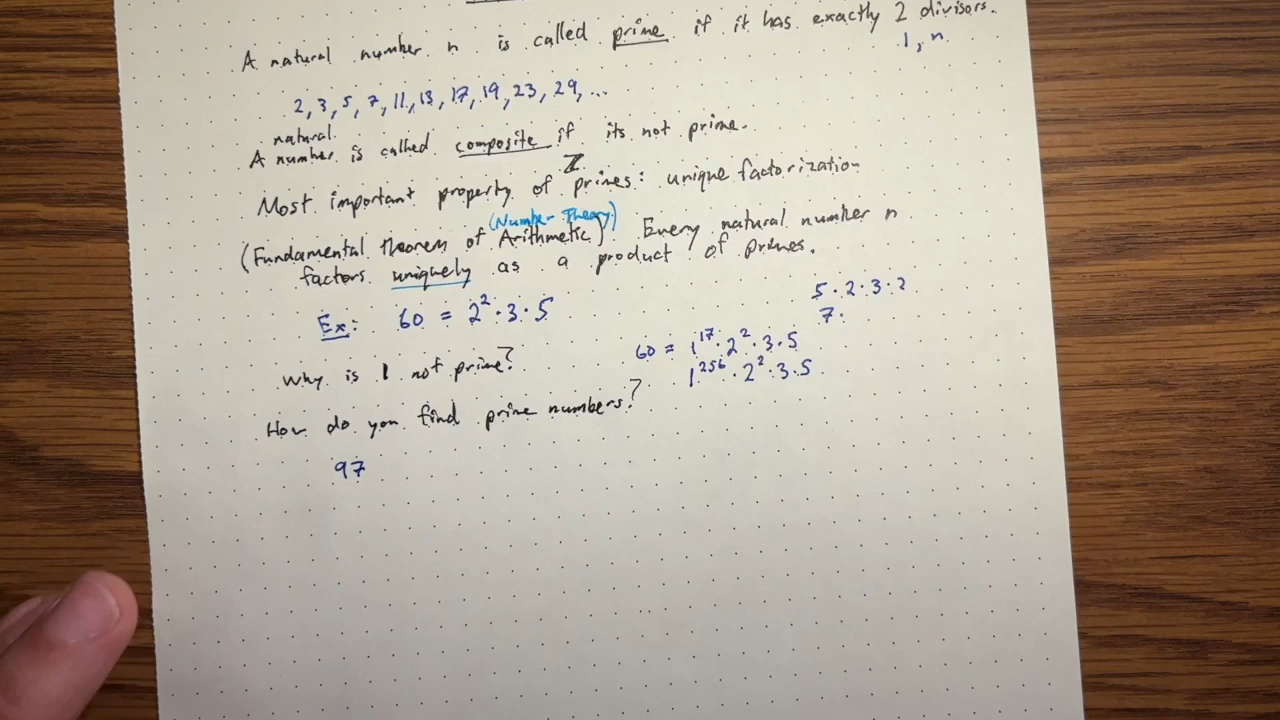 A natural number n is called prime if it has exactly 2 divisors.
1, n
2, 3, 5, 7, 11, 13, 17, 19, 23, 29, ...
natural
A number is called composite if its not prime.
Z
Most important property of primes: unique factorization
(Number Theory)
(Fundamental theorem of Arithmetic). Every natural number n
factors uniquely as a product of primes.
Ex: 60 = 2²·3·5
5·2·3·2
7·
60 = 1¹⁷·2²·3·5
1²⁵⁶·2²·3·5
Why is 1 not prime?
How do you find prime numbers?
97